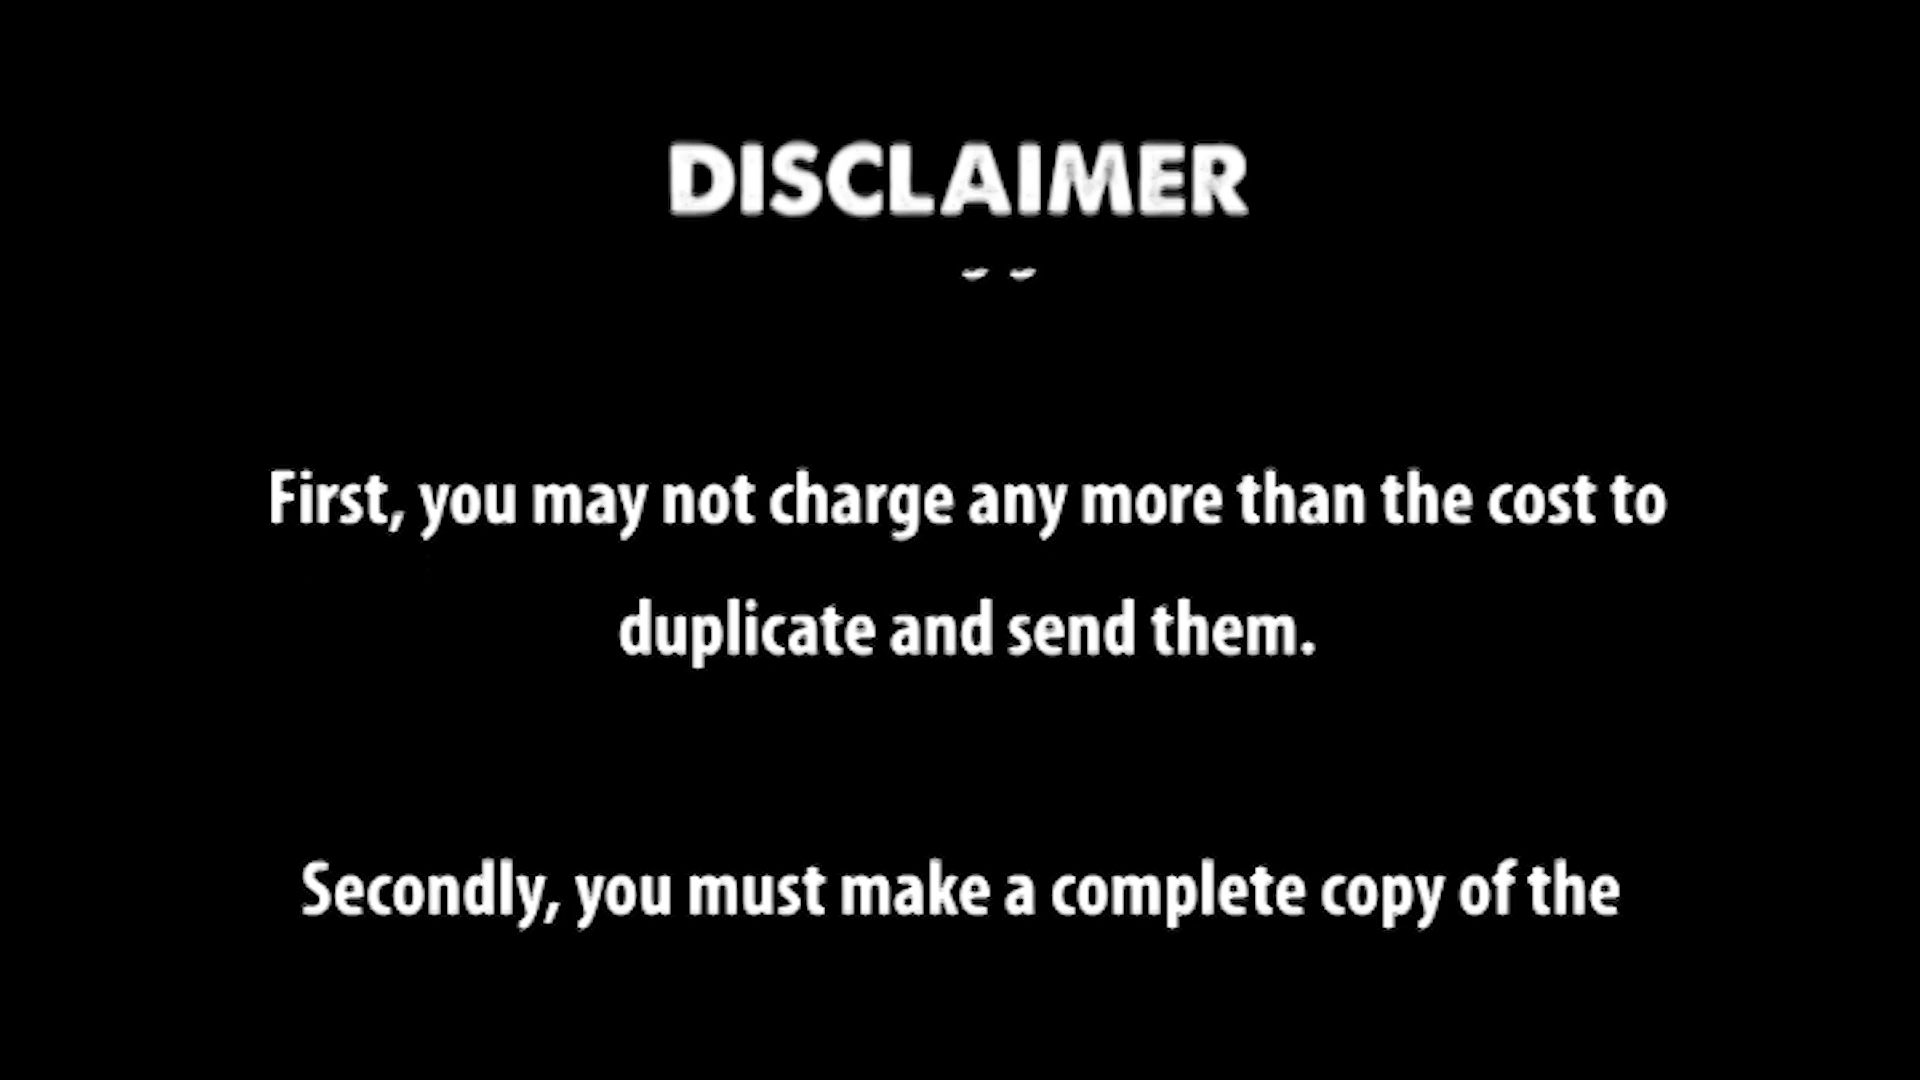 DISCLAIMER
First, you may not charge any more than the cost to
duplicate and send them.
Secondly, you must make a complete copy of the